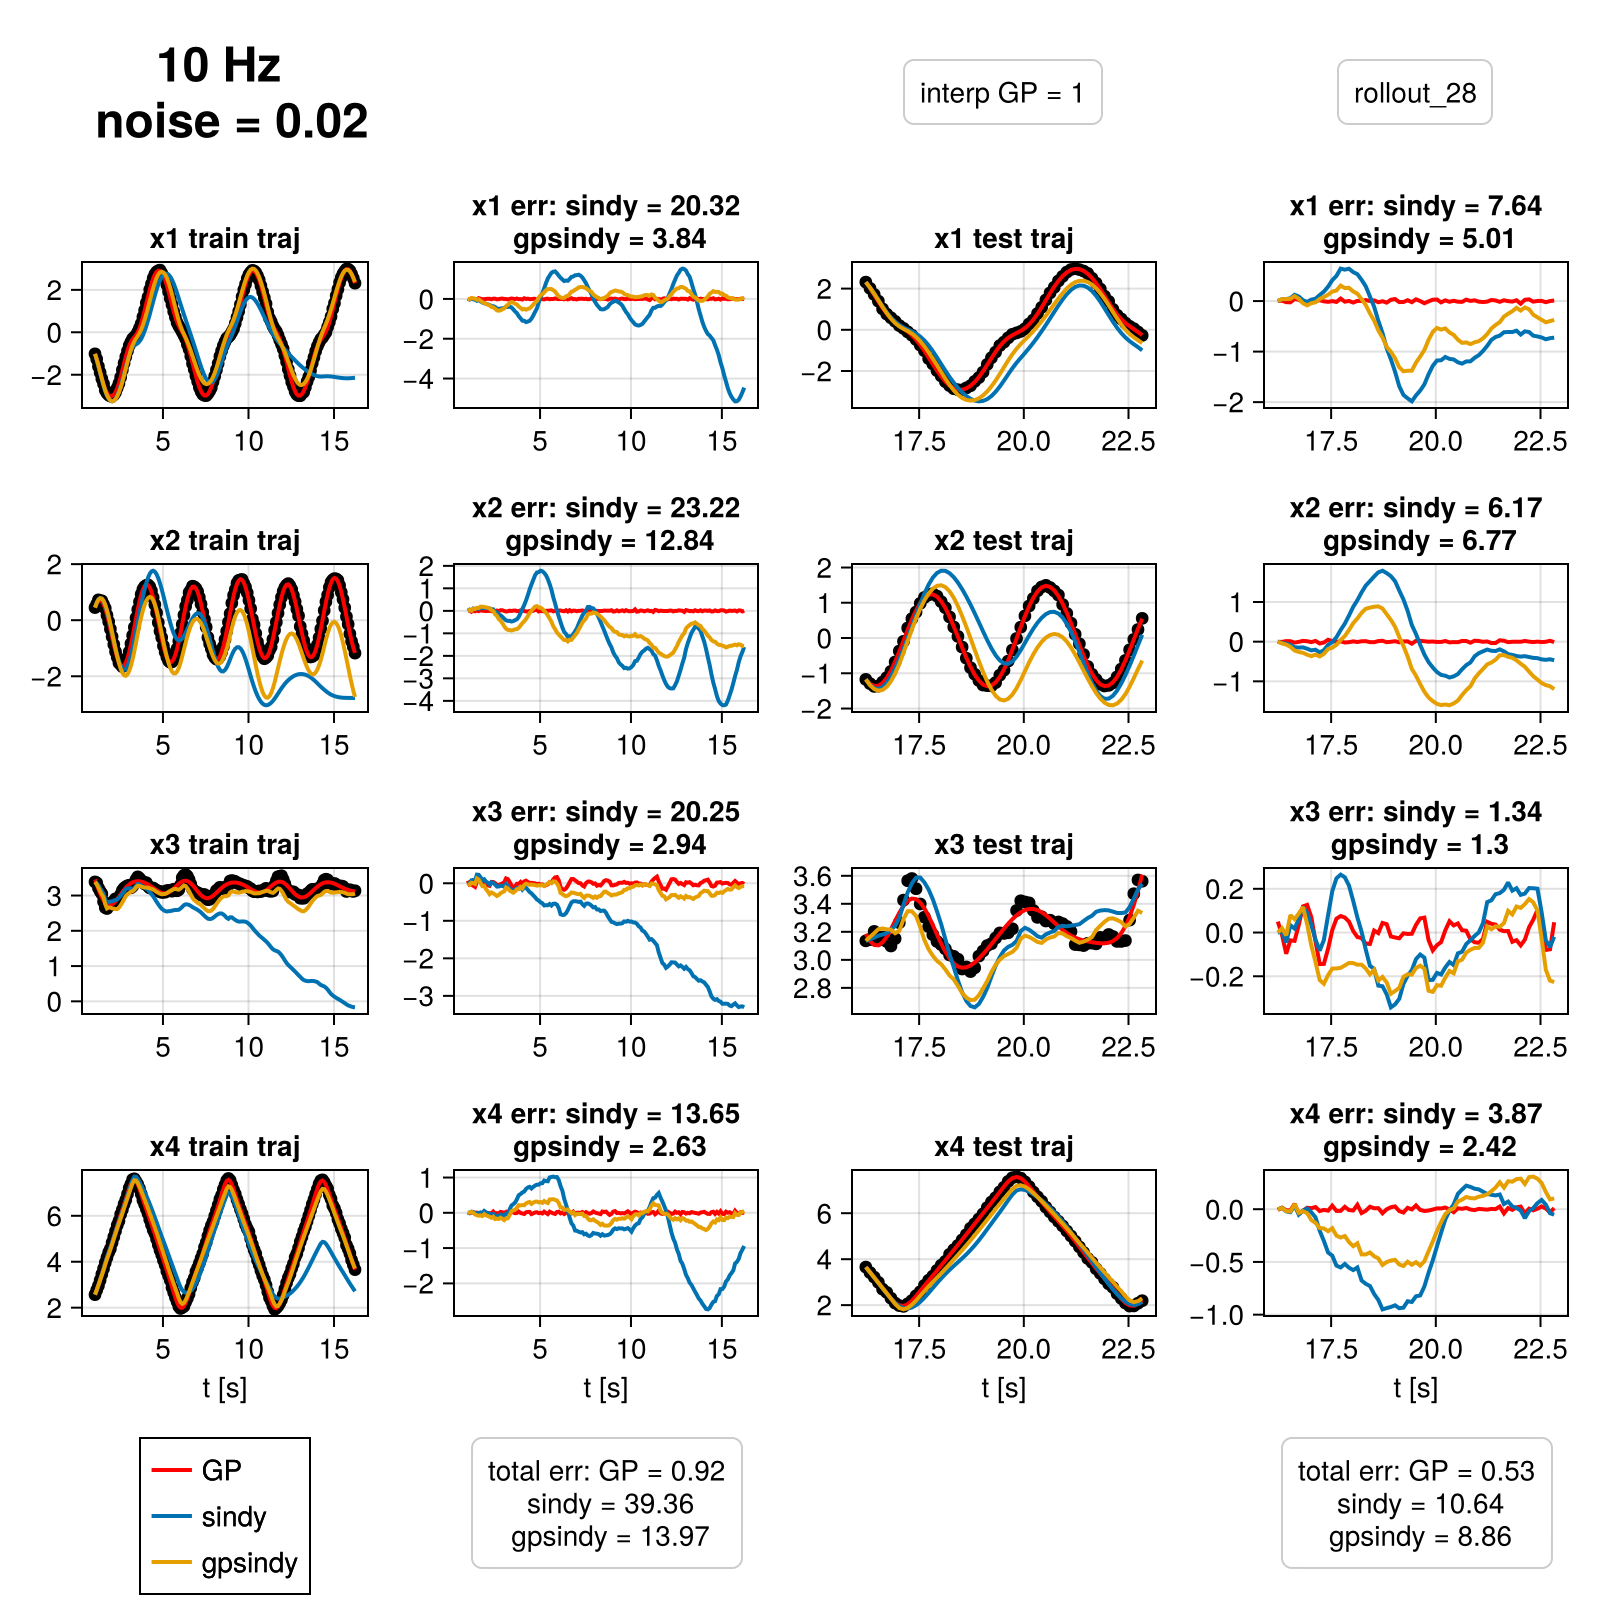 10 Hz
noise = 0.02
interp GP = 1
rollout_28
x1 train traj
2
0
−2
5
10
15
x1 err: sindy = 20.32
gpsindy = 3.84
0
−2
−4
5
10
15
x1 test traj
2
0
−2
17.5
20.0
22.5
x1 err: sindy = 7.64
gpsindy = 5.01
0
−1
−2
17.5
20.0
22.5
x2 train traj
2
0
−2
5
10
15
x2 err: sindy = 23.22
gpsindy = 12.84
2
1
0
−1
−2
−3
−4
5
10
15
x2 test traj
2
1
0
−1
−2
17.5
20.0
22.5
x2 err: sindy = 6.17
gpsindy = 6.77
1
0
−1
17.5
20.0
22.5
x3 train traj
3
2
1
0
5
10
15
x3 err: sindy = 20.25
gpsindy = 2.94
0
−1
−2
−3
5
10
15
x3 test traj
3.6
3.4
3.2
3.0
2.8
17.5
20.0
22.5
x3 err: sindy = 1.34
gpsindy = 1.3
0.2
0.0
−0.2
17.5
20.0
22.5
x4 train traj
6
4
2
5
10
15
t [s]
x4 err: sindy = 13.65
gpsindy = 2.63
1
0
−1
−2
5
10
15
t [s]
x4 test traj
6
4
2
17.5
20.0
22.5
t [s]
x4 err: sindy = 3.87
gpsindy = 2.42
0.0
−0.5
−1.0
17.5
20.0
22.5
t [s]
GP
sindy
gpsindy
total err: GP = 0.92
sindy = 39.36
gpsindy = 13.97
total err: GP = 0.53
sindy = 10.64
gpsindy = 8.86